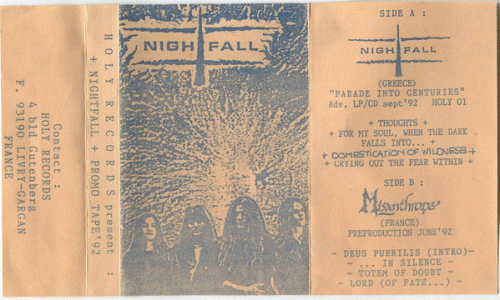 Contact :
HOLY RECORDS
4 bld Gutenberg
F. 93190 LIVRY-GARGAN
FRANCE
HOLY RECORDS present :
+ NIGHTFALL + PROMO TAPE'92
NIGHTFALL
SIDE A :
NIGHTFALL
(GREECE)
"PARADE INTO CENTURIES"
Adv. LP/CD sept'92 HOLY 01
+ THOUGHTS +
+ FOR MY SOUL, WHEN THE DARK
FALLS INTO... +
+ DOMESTICATION OF WILDNESS +
+ CRYING OUT THE FEAR WITHIN +
SIDE B :
Misanthrope
(FRANCE)
PREPRODUCTION JUNE'92
- DEUS PUERILIS (INTRO)-
- ... IN SILENCE -
- TOTEM OF DOUBT -
- LORD (OF FATE...) -